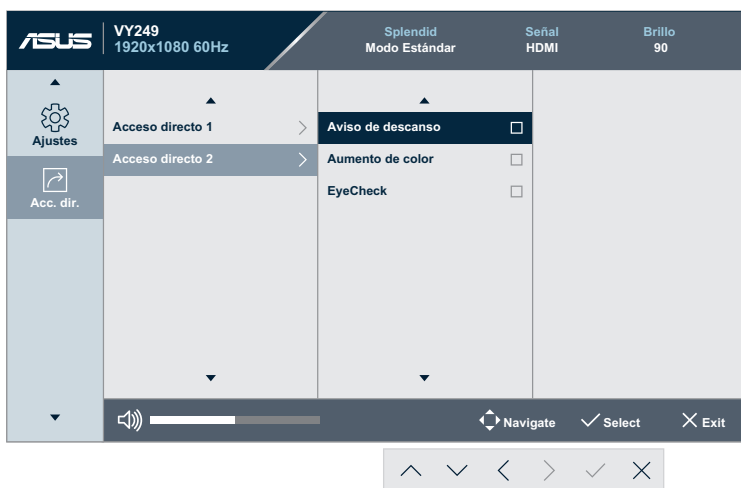 ASUS
VY249
1920x1080 60Hz
Splendid
Modo Estándar
Señal
HDMI
Brillo
90
Ajustes
Acc. dir.
Acceso directo 1
Acceso directo 2
Aviso de descanso
Aumento de color
EyeCheck
Navigate
Select
Exit